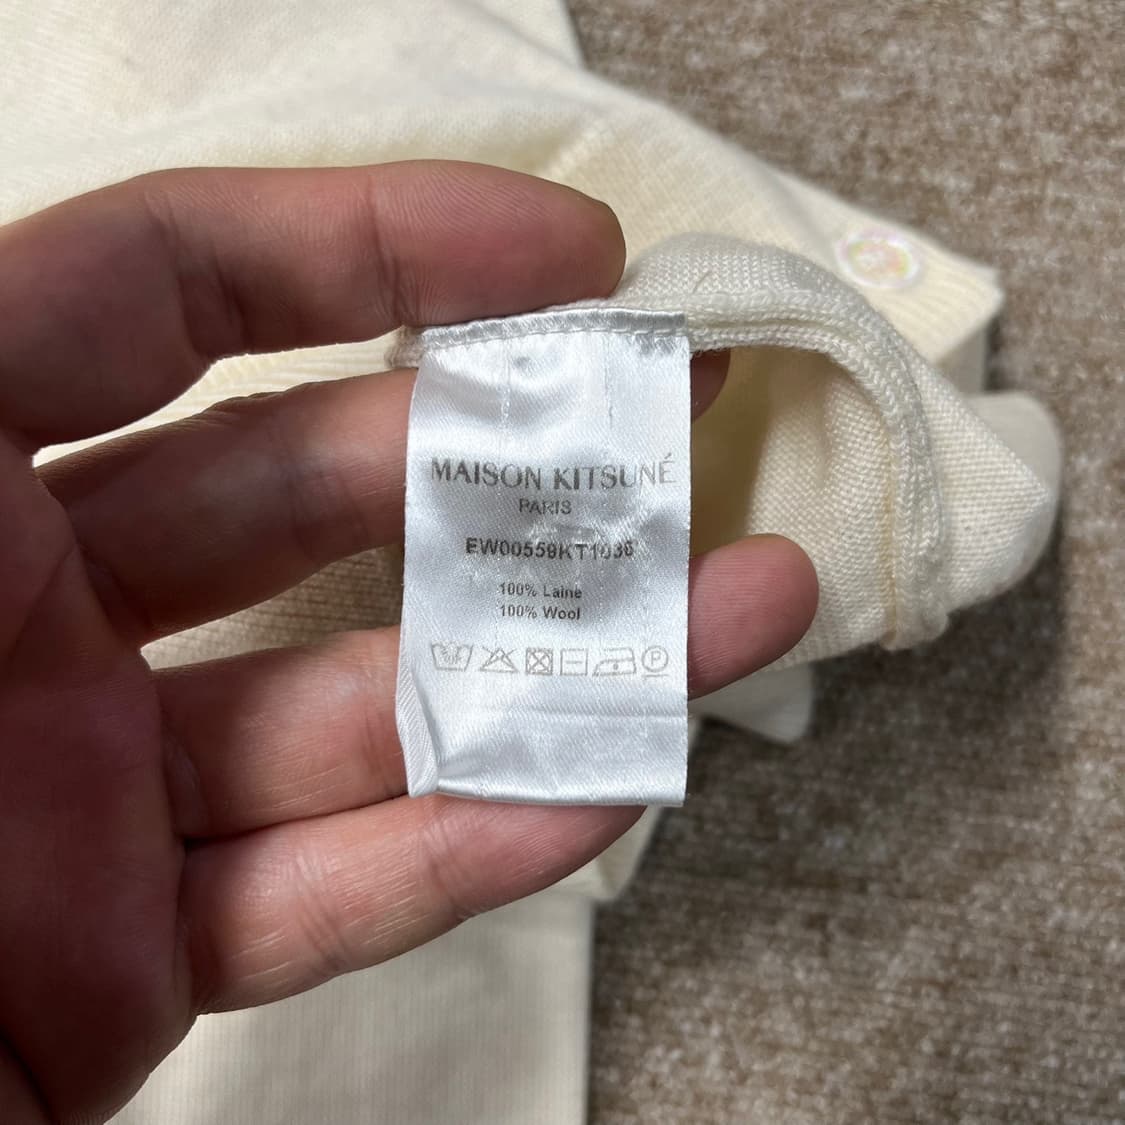 MAISON KITSUNÉ
PARIS
EW00559KT1036
100% Laine
100% Wool
P